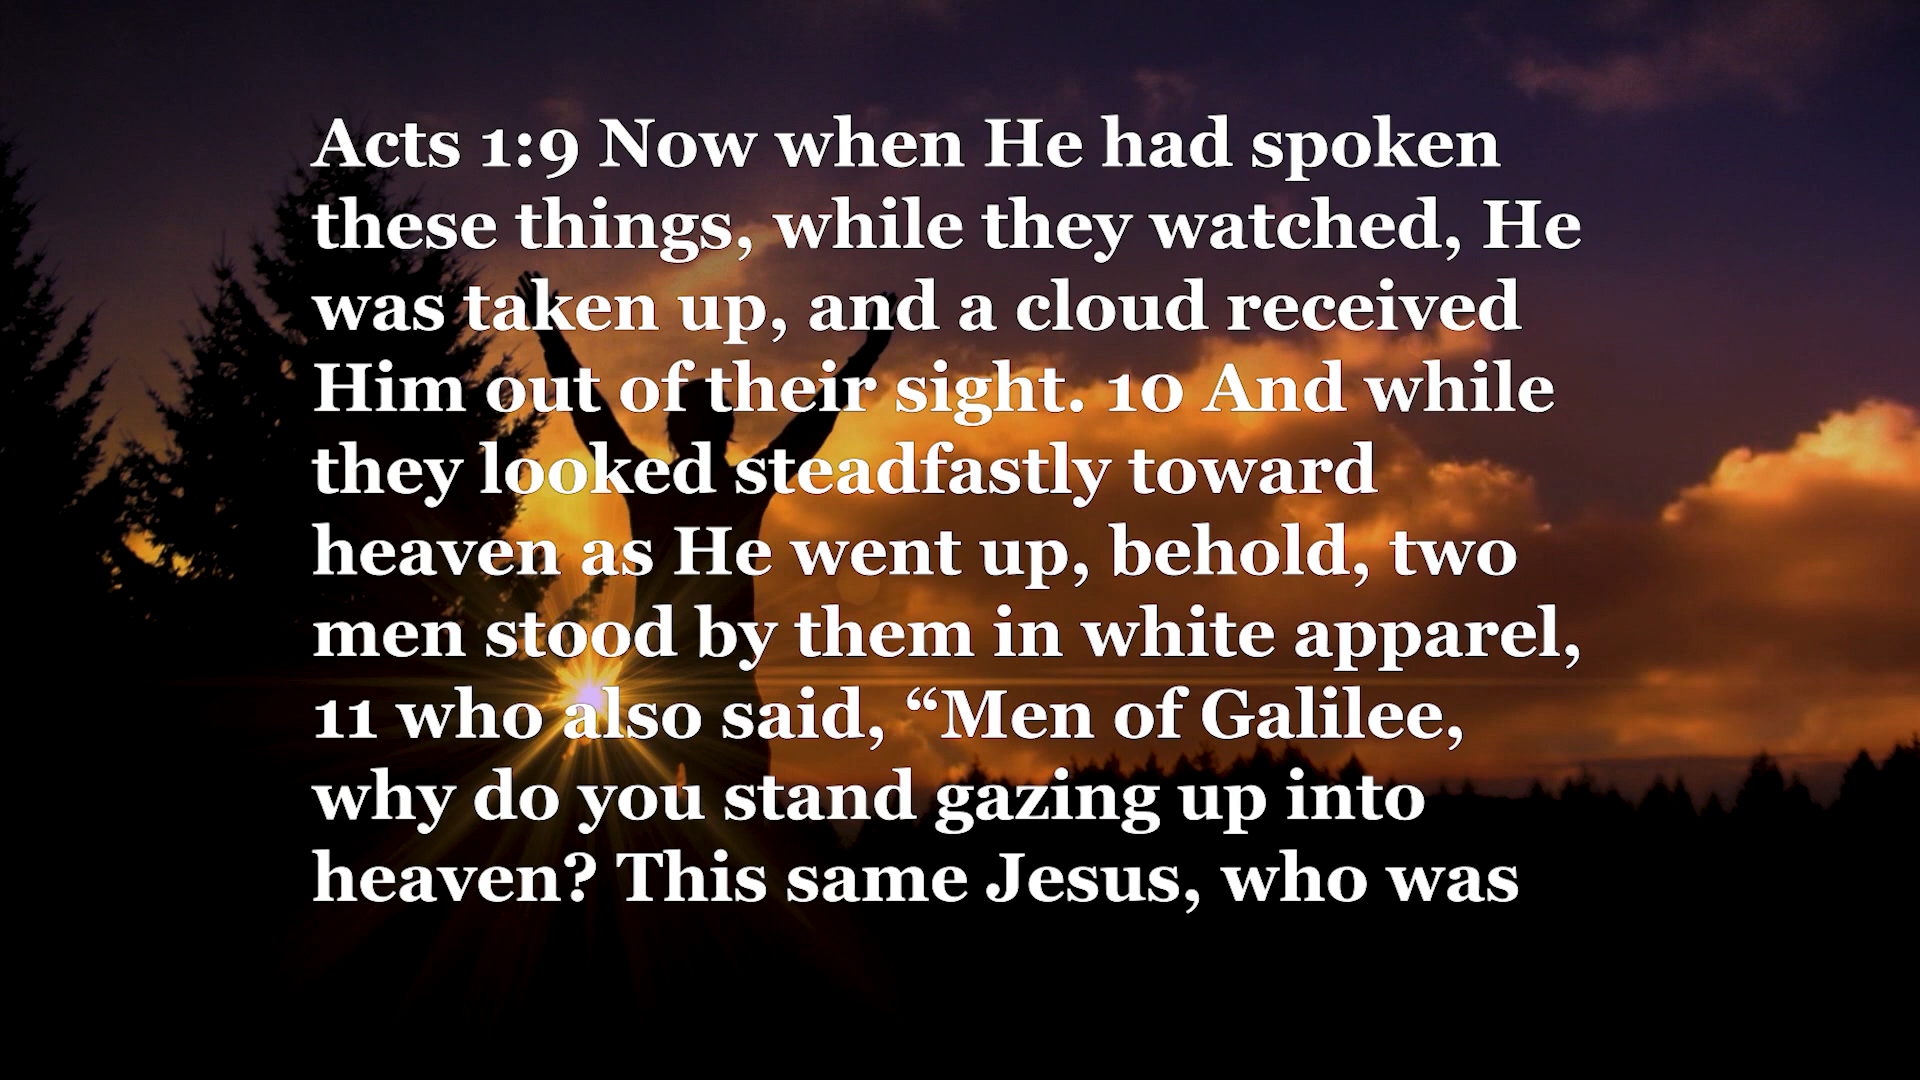 Acts 1:9 Now when He had spoken
these things, while they watched, He
was taken up, and a cloud received
Him out of their sight. 10 And while
they looked steadfastly toward
heaven as He went up, behold, two
men stood by them in white apparel,
11 who also said, “Men of Galilee,
why do you stand gazing up into
heaven? This same Jesus, who was